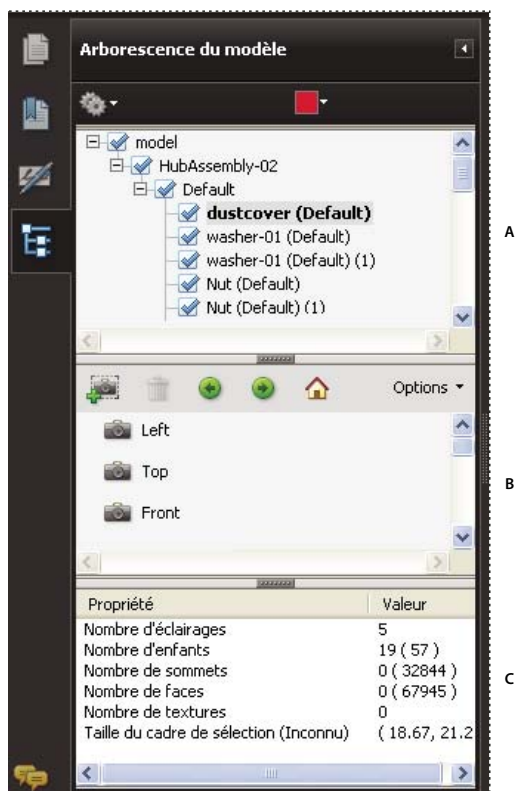 Arborescence du modèle
model
HubAssembly-02
Default
dustcover (Default)
washer-01 (Default)
washer-01 (Default) (1)
Nut (Default)
Nut (Default) (1)
A
Options
Left
Top
Front
B
Propriété Valeur
Nombre d'éclairages 5
Nombre d'enfants 19 ( 57 )
Nombre de sommets 0 ( 32844 )
Nombre de faces 0 ( 67945 )
Nombre de textures 0
Taille du cadre de sélection (Inconnu) ( 18.67, 21.2
C